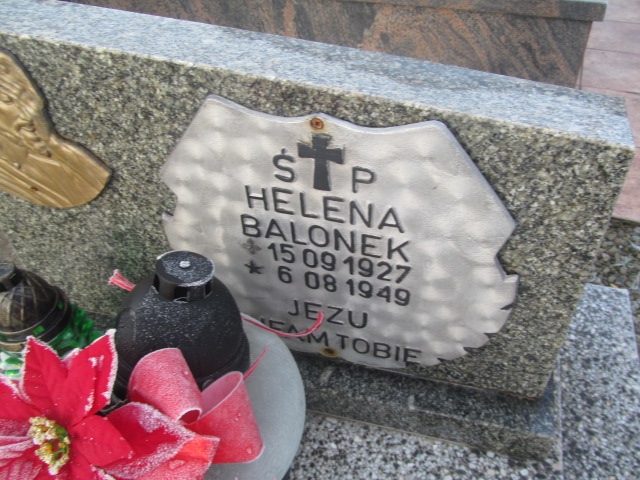 Ś P
HELENA
BALONEK
15 09 1927
6 08 1949
JEZU
TOBIE